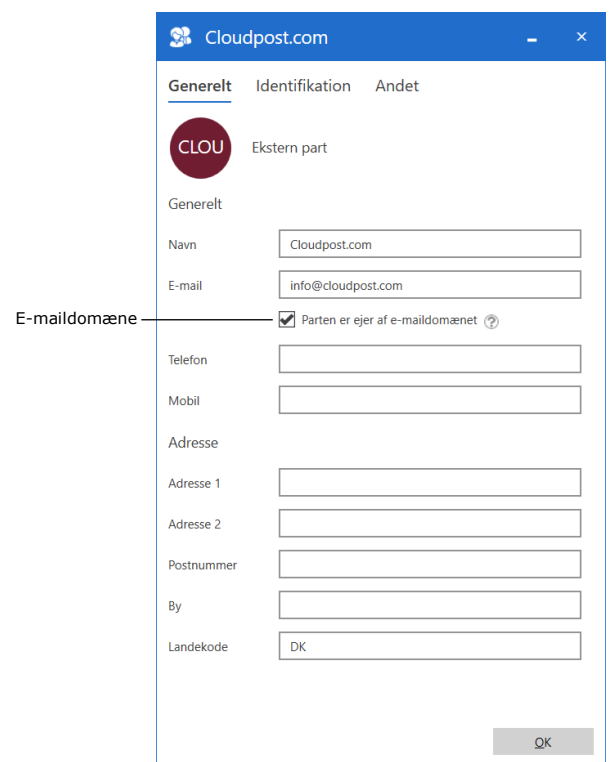 Cloudpost.com
Generelt Identifikation Andet
CLOU Ekstern part
Generelt
Navn Cloudpost.com
E-mail info@cloudpost.com
E-maildomæne Parten er ejer af e-maildomænet ?
Telefon
Mobil
Adresse
Adresse 1
Adresse 2
Postnummer
By
Landekode DK
OK